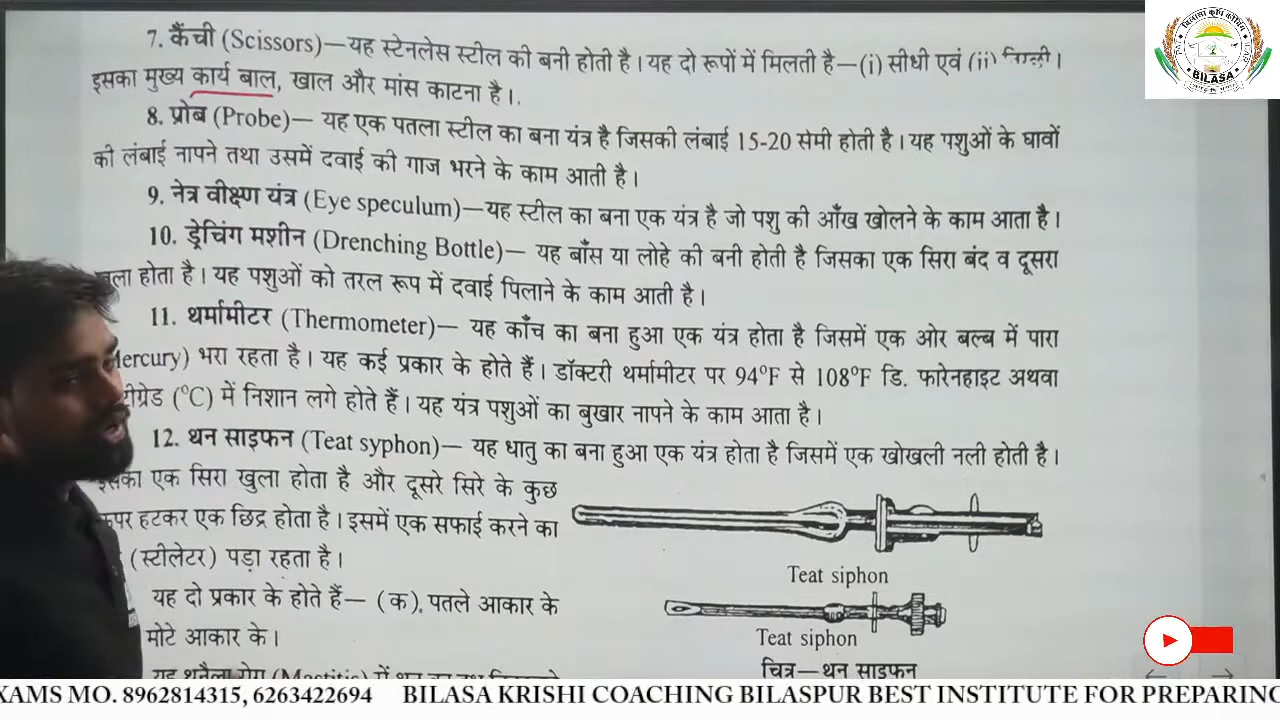 7. कैंची (Scissors)—यह स्टेनलेस स्टील की बनी होती है। यह दो रूपों में मिलती है—(i) सीधी एवं (ii)
इसका मुख्य कार्य बाल, खाल और मांस काटना है।
8. प्रोब (Probe)— यह एक पतला स्टील का बना यंत्र है जिसकी लंबाई 15-20 सेमी होती है। यह पशुओं के घावों
की लंबाई नापने तथा उसमें दवाई की गाज भरने के काम आती है।
9. नेत्र वीक्ष्ण यंत्र (Eye speculum)—यह स्टील का बना एक यंत्र है जो पशु की आँख खोलने के काम आता है।
10. ड्रेचिंग मशीन (Drenching Bottle)— यह बाँस या लोहे की बनी होती है जिसका एक सिरा बंद व दूसरा
ला होता है। यह पशुओं को तरल रूप में दवाई पिलाने के काम आती है।
11. थर्मामीटर (Thermometer)— यह काँच का बना हुआ एक यंत्र होता है जिसमें एक ओर बल्ब में पारा
ercury) भरा रहता है। यह कई प्रकार के होते हैं। डॉक्टरी थर्मामीटर पर 94°F से 108°F डि. फारेनहाइट अथवा
ग्रेड (°C) में निशान लगे होते हैं। यह यंत्र पशुओं का बुखार नापने के काम आता है।
12. थन साइफन (Teat syphon)— यह धातु का बना हुआ एक यंत्र होता है जिसमें एक खोखली नली होती है।
का एक सिरा खुला होता है और दूसरे सिरे के कुछ
पर हटकर एक छिद्र होता है। इसमें एक सफाई करने का
(स्टीलेटर) पड़ा रहता है।
यह दो प्रकार के होते हैं— (क) पतले आकार के
मोटे आकार के।
Teat siphon
Teat siphon
चित्र—थन साइफन
BILASA
XAMS MO. 8962814315, 6263422694 BILASA KRISHI COACHING BILASPUR BEST INSTITUTE FOR PREPARING